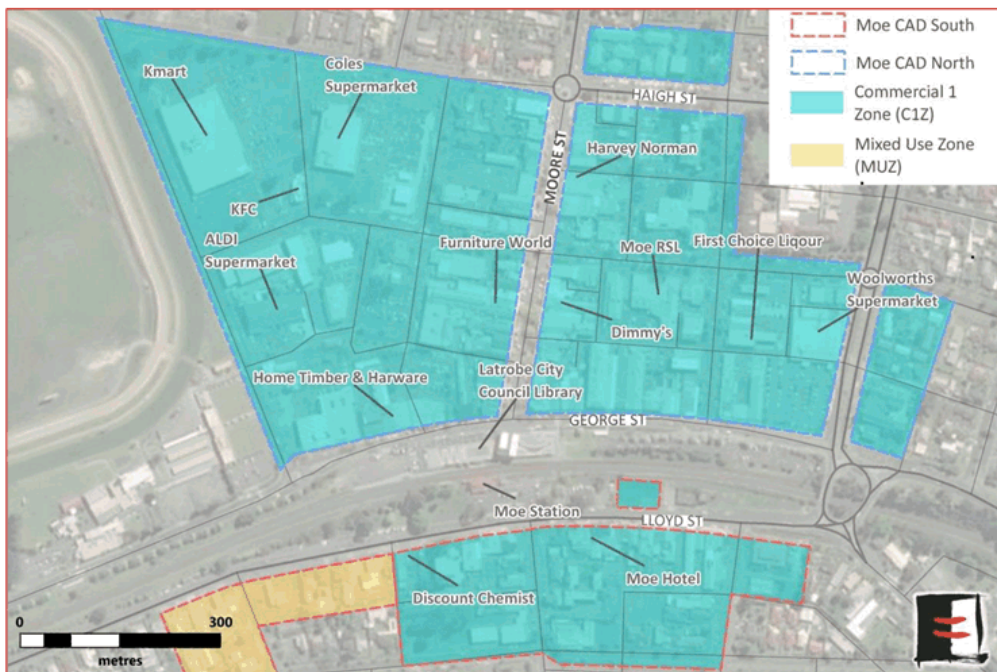 Moe CAD South
Moe CAD North
Commercial 1
Zone (C1Z)
Mixed Use Zone
(MUZ)
Kmart
Coles
Supermarket
HAIGH ST
MOORE ST
Harvey Norman
KFC
ALDI
Supermarket
Furniture World
Moe RSL
First Choice Liqour
Woolworths
Supermarket
Dimmy's
Home Timber & Harware
Latrobe City
Council Library
GEORGE ST
Moe Station
LLOYD ST
Discount Chemist
Moe Hotel
0
300
metres